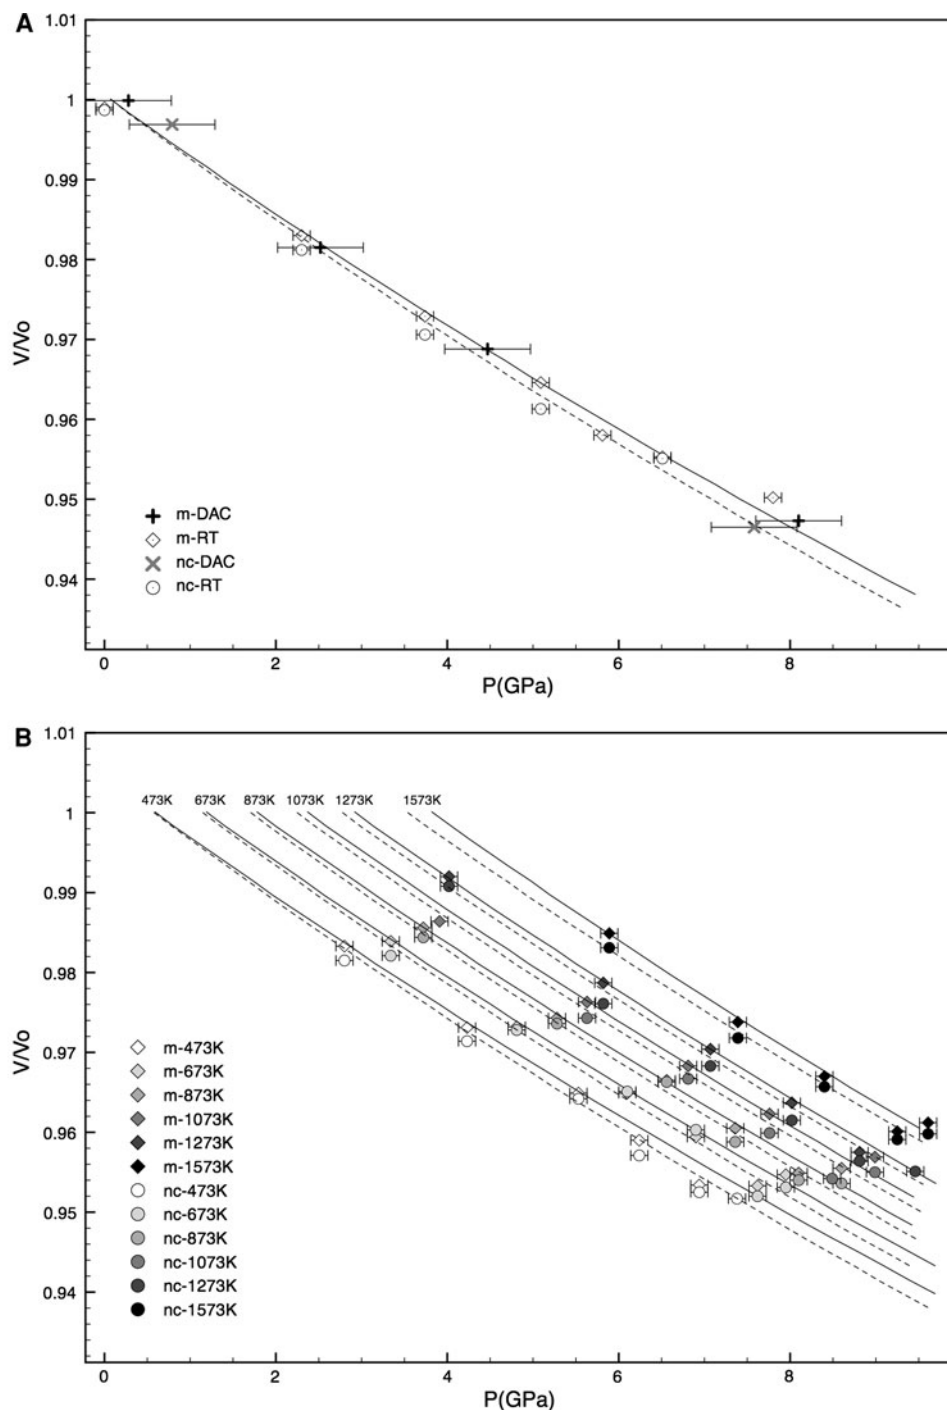 A
1.01
1
0.99
0.98
0.97
0.96
0.95
0.94
V/Vo
m-DAC
m-RT
nc-DAC
nc-RT
0 2 4 6 8
P(GPa)
B
1.01
1
0.99
0.98
0.97
0.96
0.95
0.94
V/Vo
473K 673K 873K 1073K 1273K 1573K
m-473K
m-673K
m-873K
m-1073K
m-1273K
m-1573K
nc-473K
nc-673K
nc-873K
nc-1073K
nc-1273K
nc-1573K
0 2 4 6 8
P(GPa)